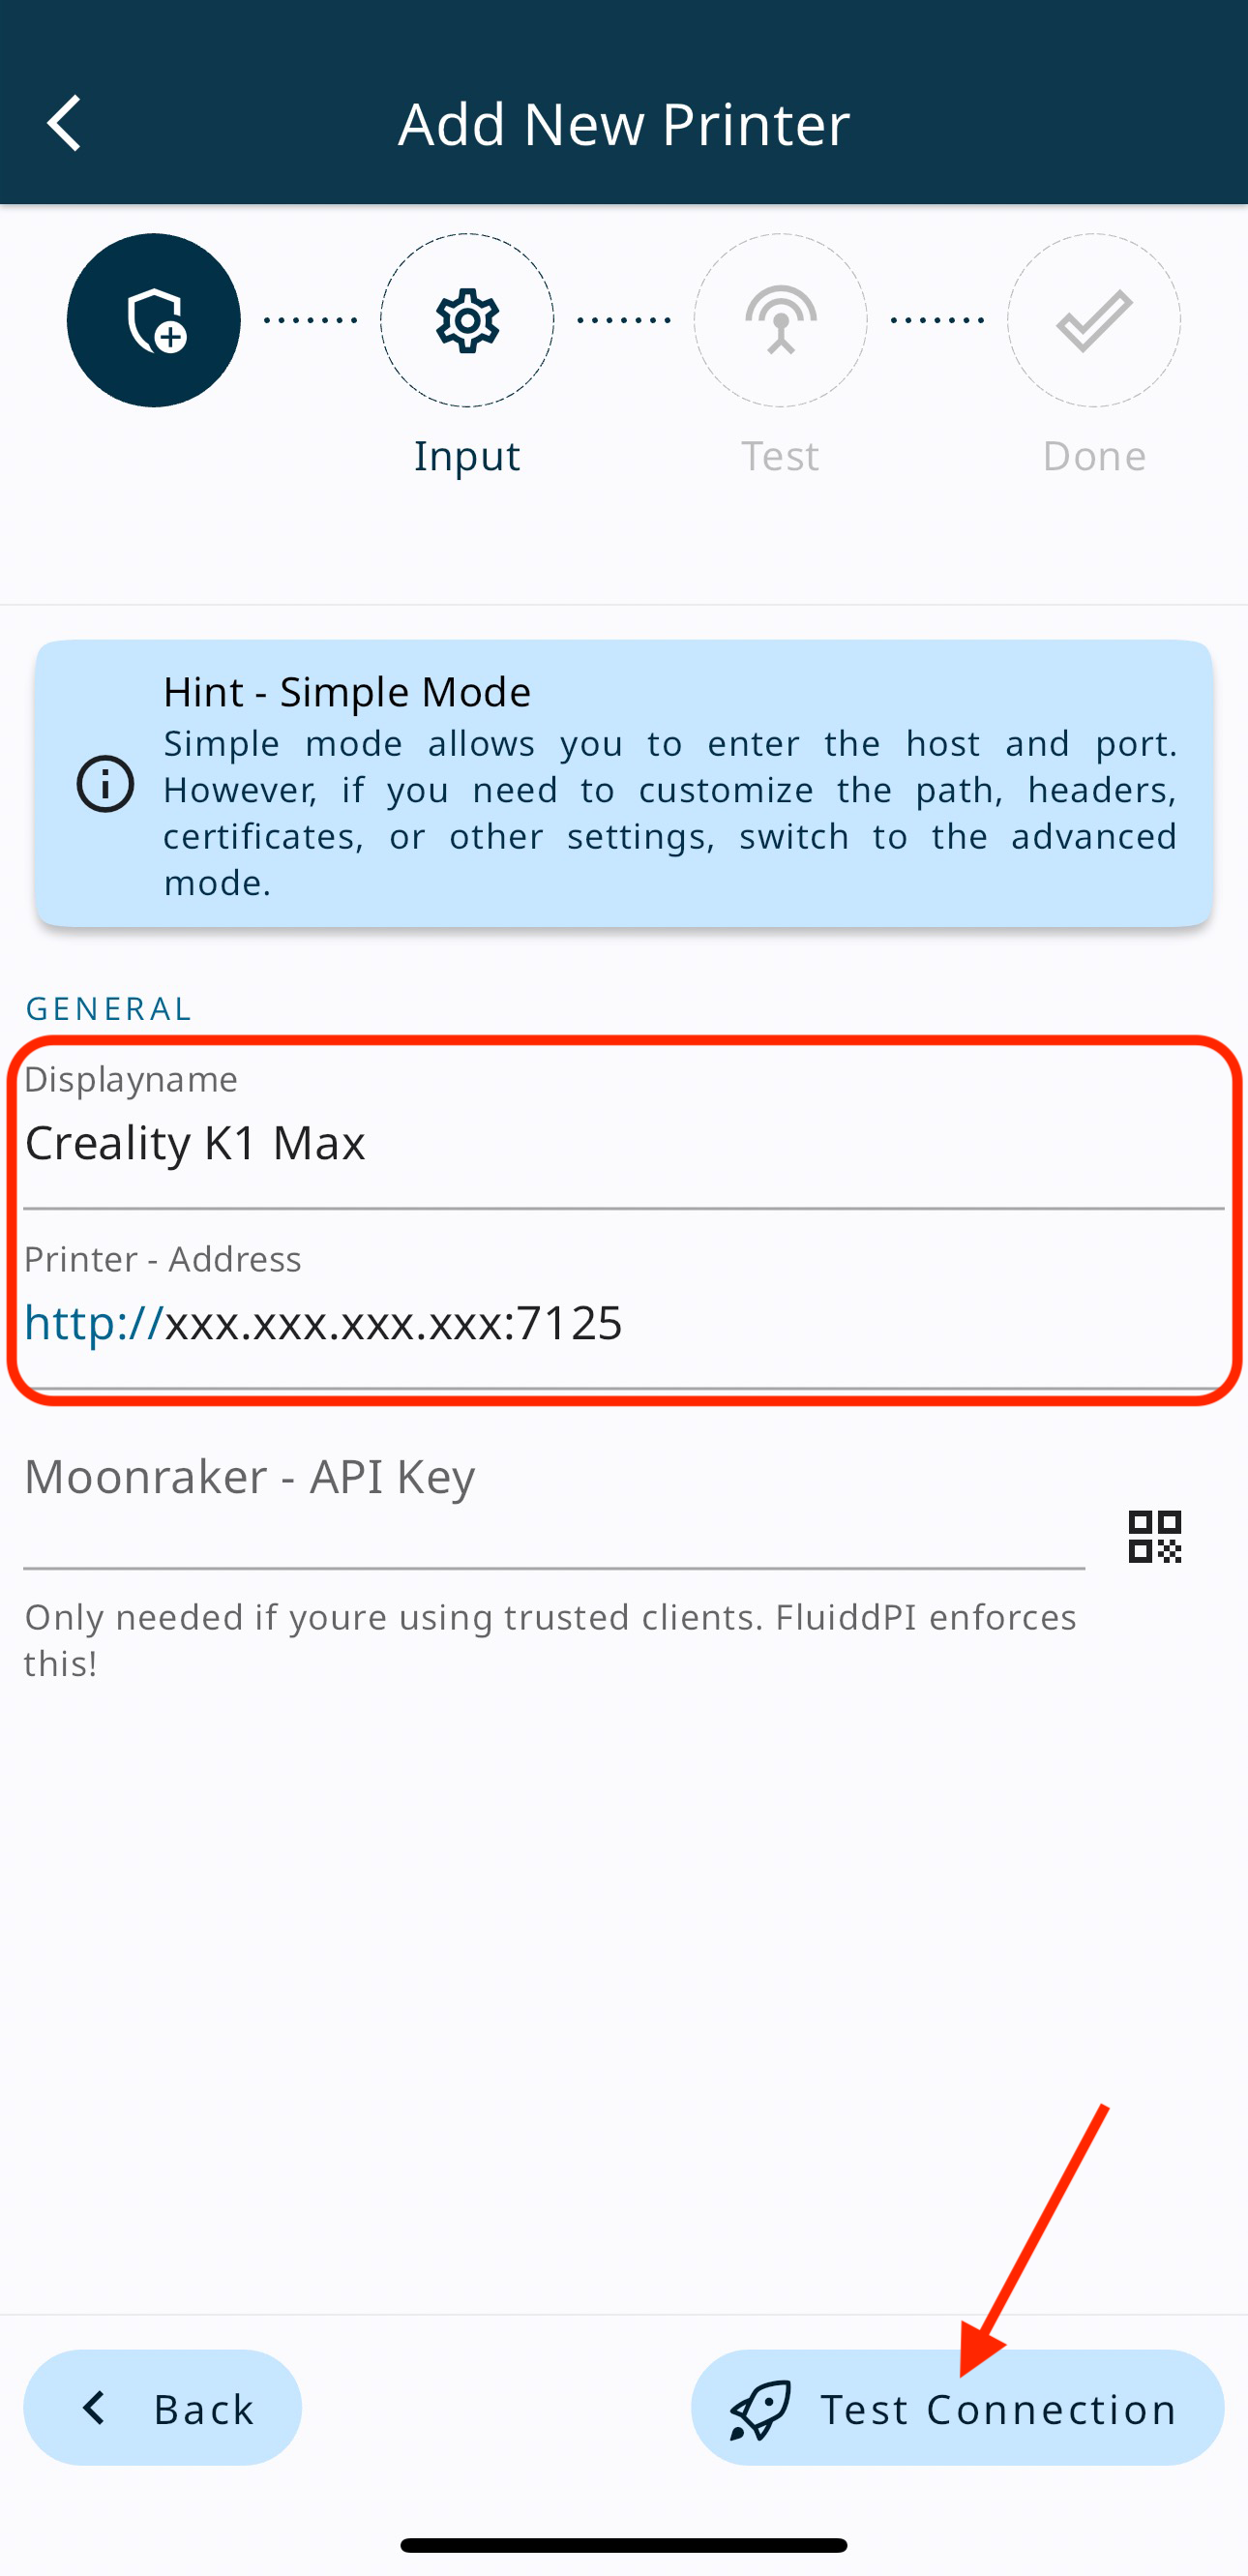 Add New Printer
Input
Test
Done
Hint - Simple Mode
Simple mode allows you to enter the host and port.
However, if you need to customize the path, headers,
certificates, or other settings, switch to the advanced
mode.
GENERAL
Displayname
Creality K1 Max
Printer - Address
http://xxx.xxx.xxx.xxx:7125
Moonraker - API Key
Only needed if youre using trusted clients. FluiddPI enforces
this!
Back
Test Connection